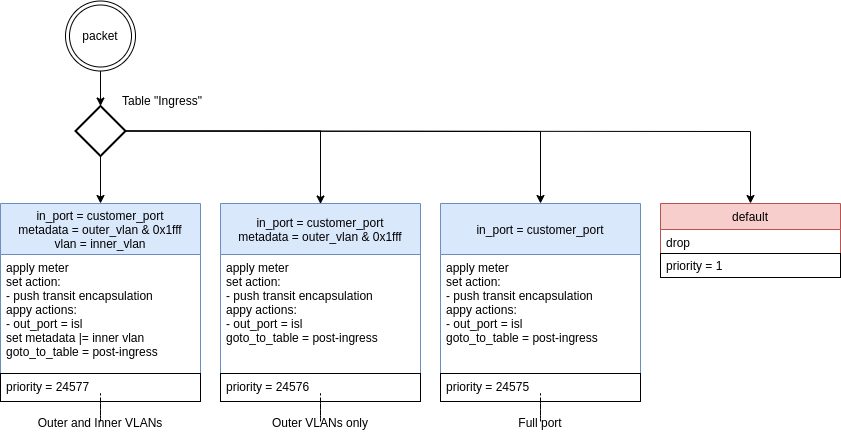 packet
Table "Ingress"
in_port = customer_port
metadata = outer_vlan & 0x1fff
vlan = inner_vlan
apply meter
set action:
- push transit encapsulation
appy actions:
- out_port = isl
set metadata |= inner vlan
goto_to_table = post-ingress
priority = 24577
Outer and Inner VLANs
in_port = customer_port
metadata = outer_vlan & 0x1fff
apply meter
set action:
- push transit encapsulation
appy actions:
- out_port = isl
goto_to_table = post-ingress
priority = 24576
Outer VLANs only
in_port = customer_port
apply meter
set action:
- push transit encapsulation
appy actions:
- out_port = isl
goto_to_table = post-ingress
priority = 24575
Full port
default
drop
priority = 1